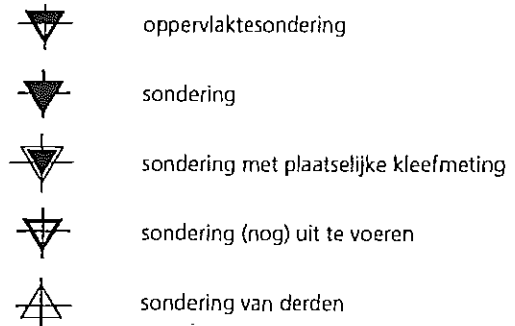 oppervlaktesondering
sondering
sondering met plaatselijke kleefmeting
sondering (nog) uit te voeren
sondering van derden